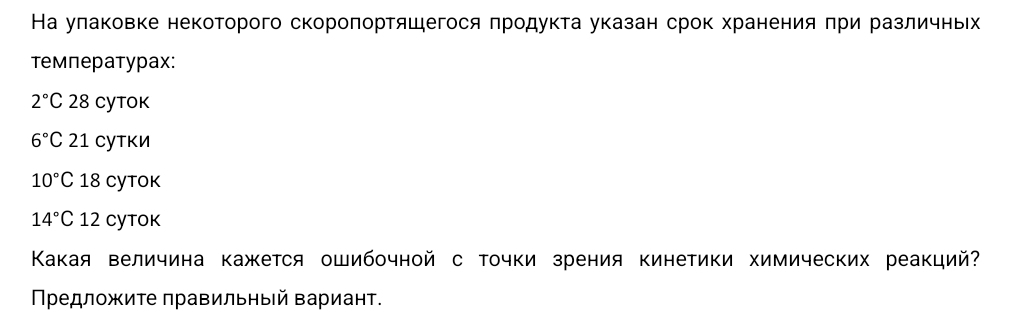 На упаковке некоторого скоропортящегося продукта указан срок хранения при различных
температурах:
2°C 28 суток
6°C 21 сутки
10°C 18 суток
14°C 12 суток
Какая величина кажется ошибочной с точки зрения кинетики химических реакций?
Предложите правильный вариант.